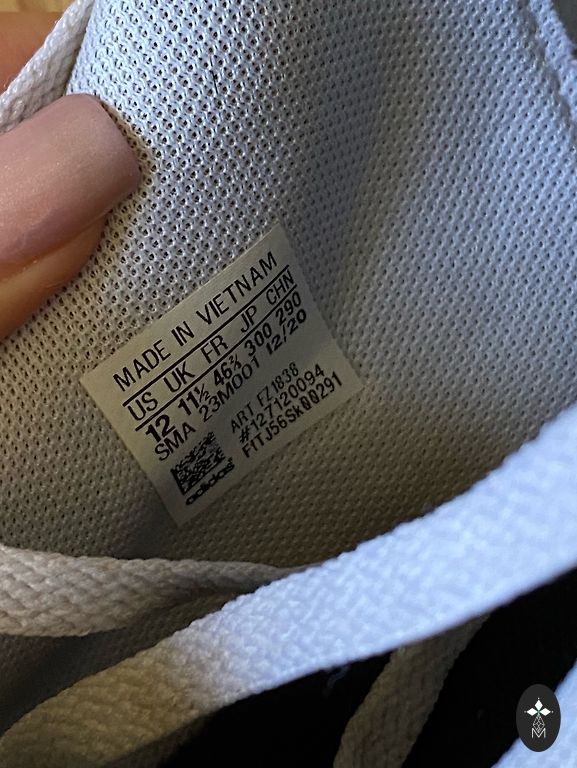 MADE IN VIETNAM
US UK FR JP CHN
12 11½ 46⅔ 300 290
SMA 23M001 12/20
ART FZ1838
#127120094
FITJ56Sk00291
adidas